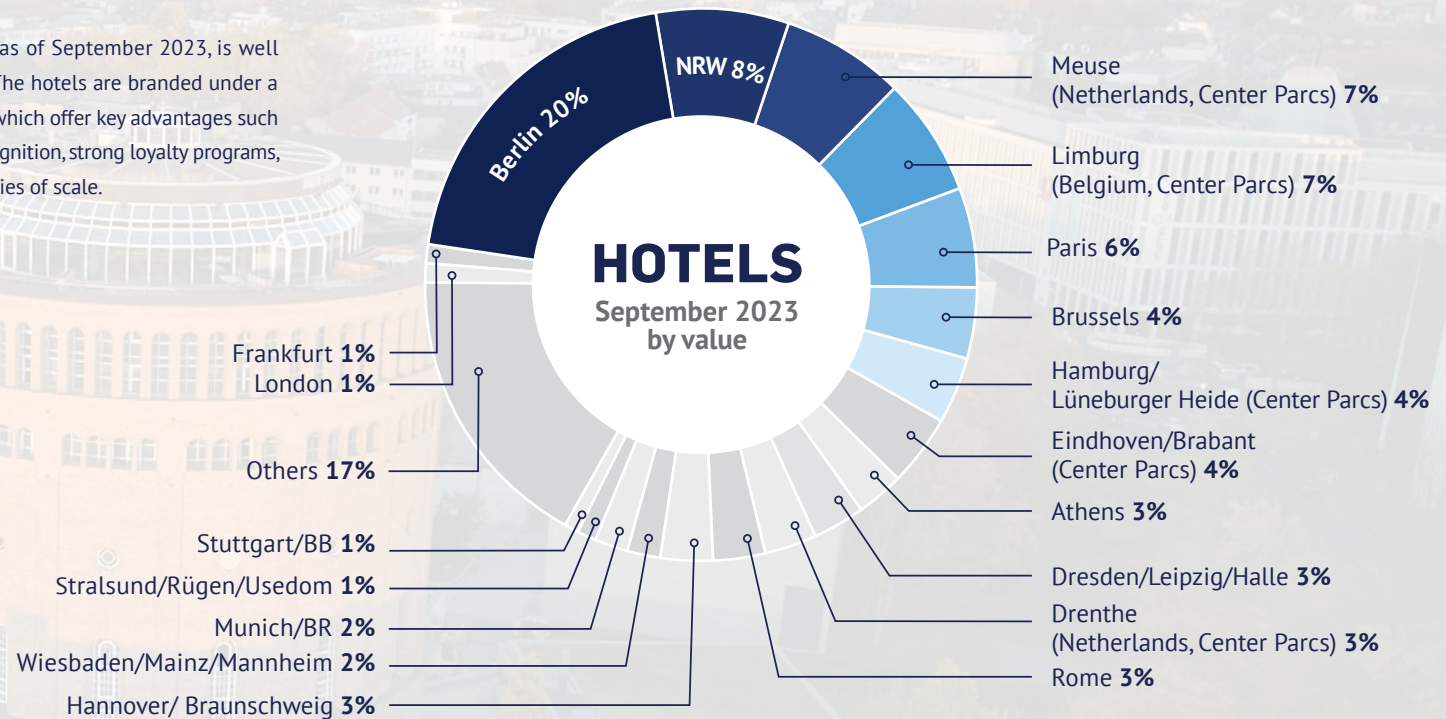 as of September 2023, is well
he hotels are branded under a
which offer key advantages such
gnition, strong loyalty programs,
ies of scale.
Berlin 20%
NRW 8%
Meuse
(Netherlands, Center Parcs) 7%
Limburg
(Belgium, Center Parcs) 7%
Paris 6%
Brussels 4%
Hamburg/
Lüneburger Heide (Center Parcs) 4%
Eindhoven/Brabant
(Center Parcs) 4%
Athens 3%
Dresden/Leipzig/Halle 3%
Drenthe
(Netherlands, Center Parcs) 3%
Rome 3%
HOTELS
September 2023
by value
Frankfurt 1%
London 1%
Others 17%
Stuttgart/BB 1%
Stralsund/Rügen/Usedom 1%
Munich/BR 2%
Wiesbaden/Mainz/Mannheim 2%
Hannover/ Braunschweig 3%